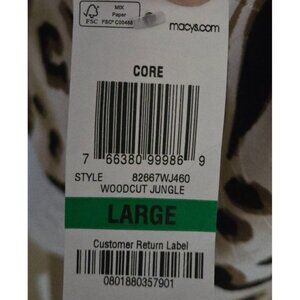 MIX
Paper
FSC
macys.com
CORE
7 66380 99986 9
STYLE 82667WJ460
WOODCUT JUNGLE
LARGE
Customer Return Label
0801880357901